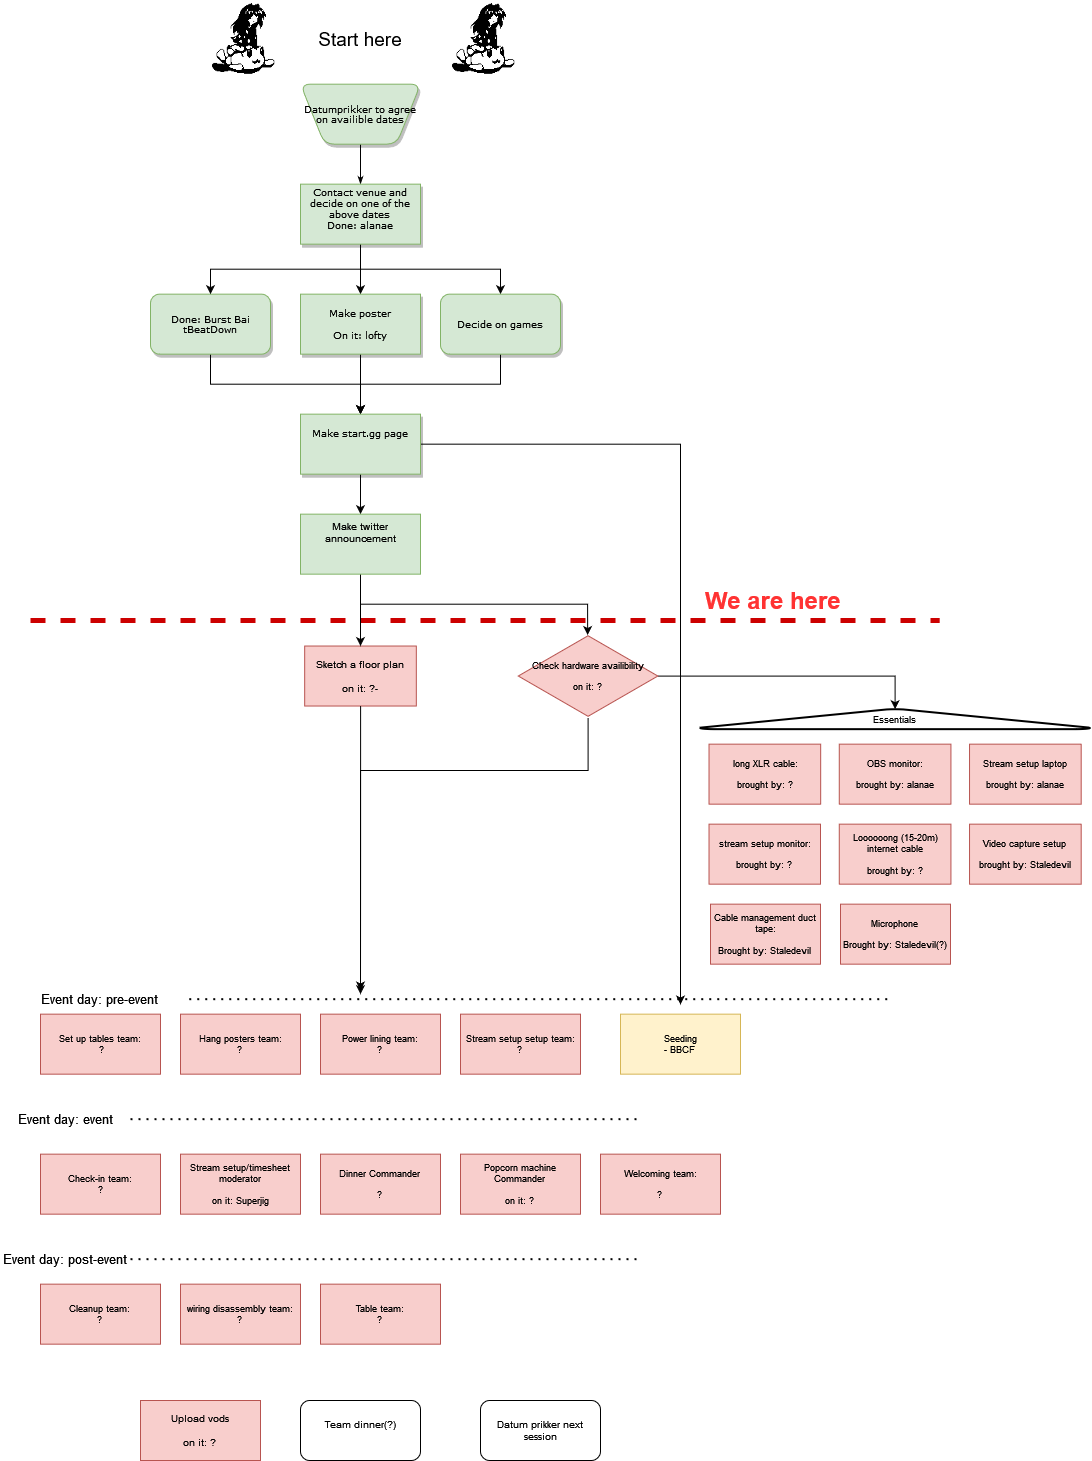 Start here
Datumprikker to agree
on availible dates
Contact venue and
decide on one of the
above dates
Done: alanae
Done: Burst Bai
tBeatDown
Make poster
On it: lofty
Decide on games
Make start.gg page
Make twitter
announcement
We are here
Sketch a floor plan
on it: ?-
Check hardware availibility
on it: ?
Essentials
long XLR cable:
brought by: ?
OBS monitor:
brought by: alanae
Stream setup laptop
brought by: alanae
stream setup monitor:
brought by: ?
Loooooong (15-20m)
internet cable
brought by: ?
Video capture setup
brought by: Staledevil
Cable management duct
tape:
Brought by: Staledevil
Microphone
Brought by: Staledevil(?)
Event day: pre-event
Set up tables team:
?
Hang posters team:
?
Power lining team:
?
Stream setup setup team:
?
Seeding
- BBCF
Event day: event
Check-in team:
?
Stream setup/timesheet
moderator
on it: Superjig
Dinner Commander
?
Popcorn machine
Commander
on it: ?
Welcoming team:
?
Event day: post-event
Cleanup team:
?
wiring disassembly team:
?
Table team:
?
Upload vods
on it: ?
Team dinner(?)
Datum prikker next
session